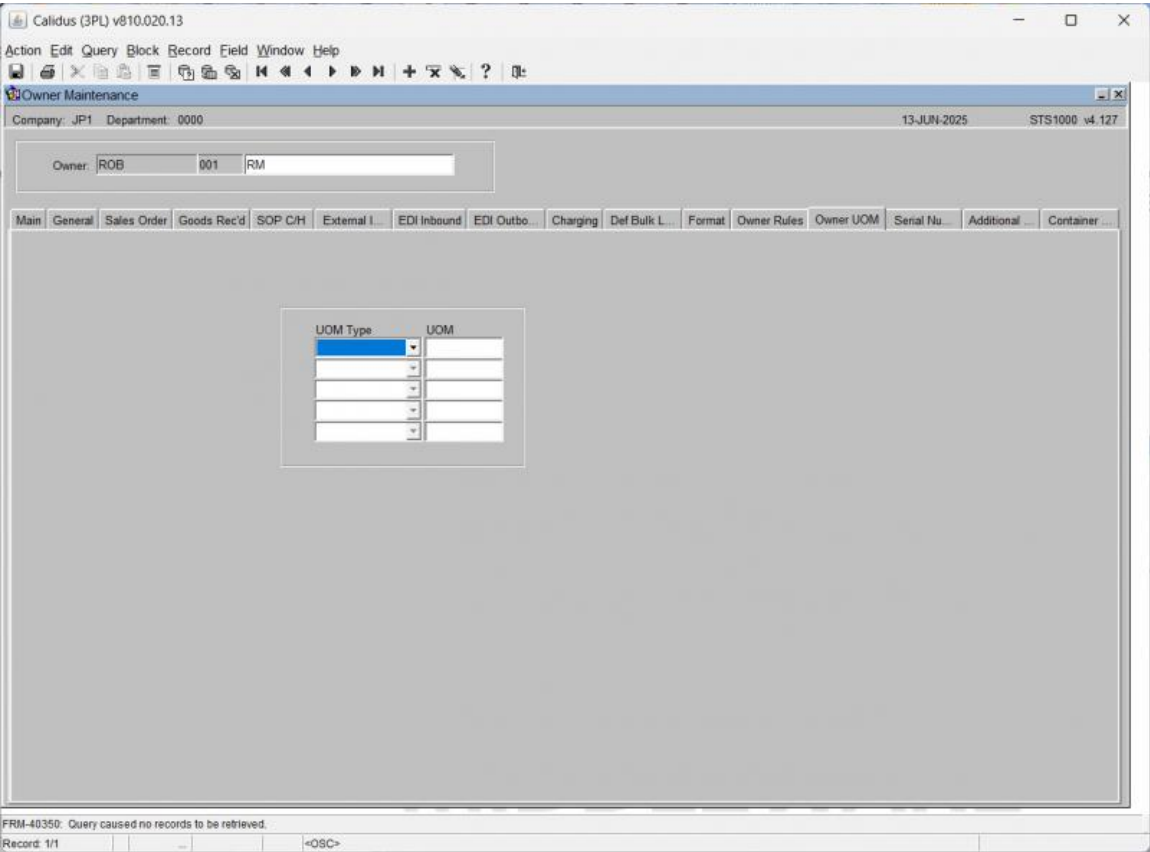 Calidus (3PL) v810.020.13
Action Edit Query Block Record Field Window Help
Owner Maintenance
Company: JP1 Department: 0000 13-JUN-2025 STS1000 v4.127
Owner: ROB 001 RM
Main General Sales Order Goods Rec'd SOP C/H External I... EDI Inbound EDI Outbo... Charging Def Bulk L... Format Owner Rules Owner UOM Serial Nu... Additional ... Container ...
UOM Type UOM
FRM-40350: Query caused no records to be retrieved.
Record: 1/1 ... <OSC>